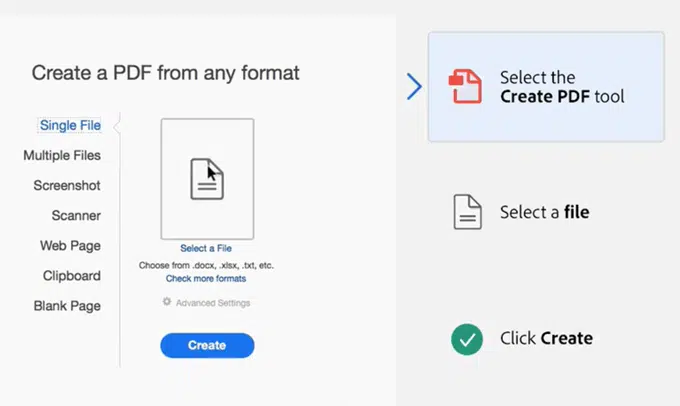 Create a PDF from any format
Single File
Multiple Files
Screenshot
Scanner
Web Page
Clipboard
Blank Page
Select a File
Choose from .docx, .xlsx, .txt, etc.
Check more formats
Advanced Settings
Create
Select the
Create PDF tool
Select a file
Click Create